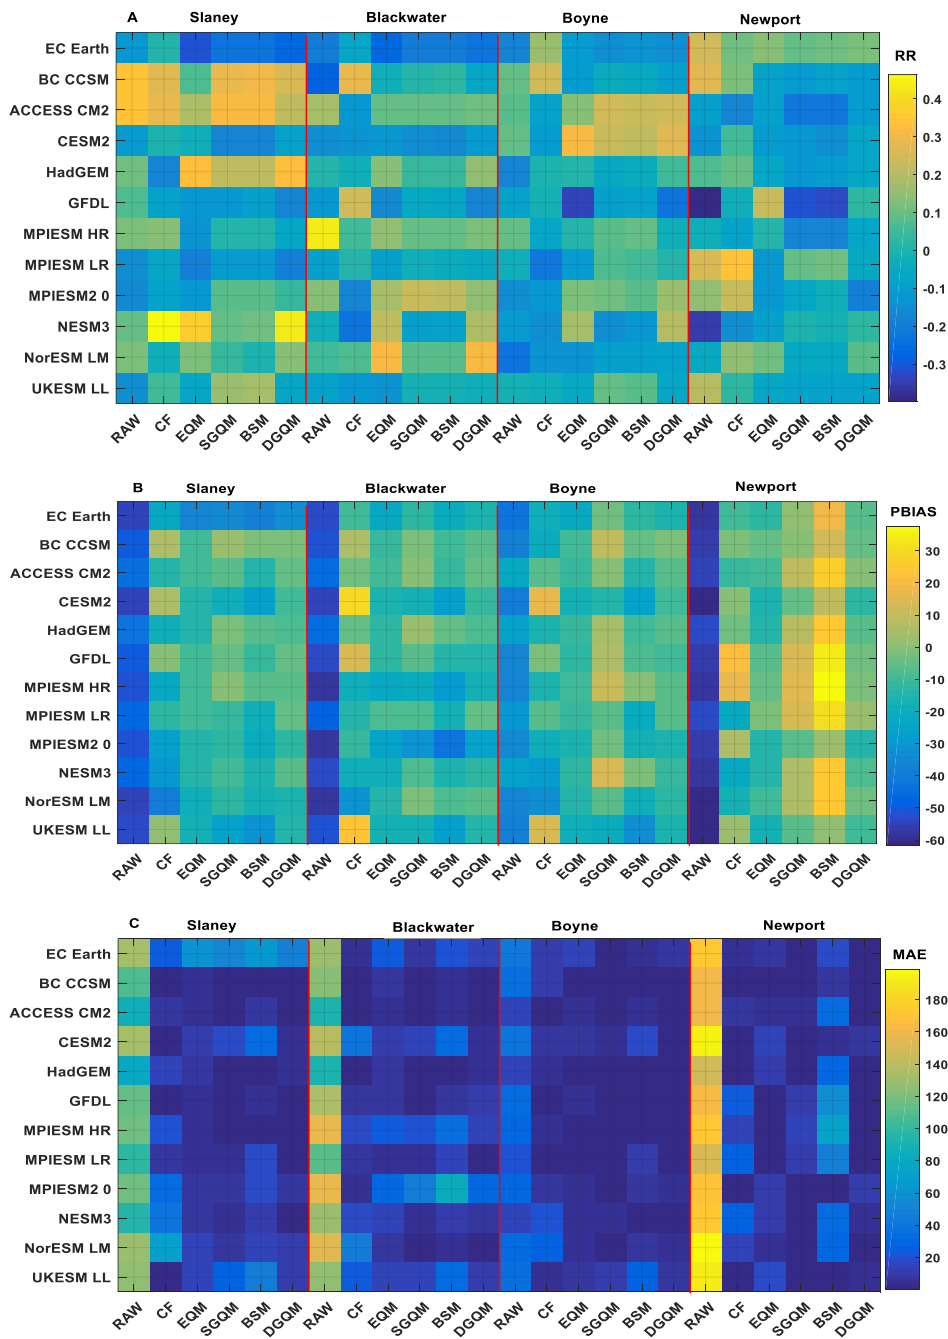 A Slaney Blackwater Boyne Newport
RR
EC Earth
BC CCSM
ACCESS CM2
CESM2
HadGEM
GFDL
MPIESM HR
MPIESM LR
MPIESM2 0
NESM3
NorESM LM
UKESM LL
0.4
0.3
0.2
0.1
0
-0.1
-0.2
-0.3
RAW CF EQM SGQM BSM DGQM RAW CF EQM SGQM BSM DGQM RAW CF EQM SGQM BSM DGQM RAW CF EQM SGQM BSM DGQM
B Slaney Blackwater Boyne Newport
PBIAS
EC Earth
BC CCSM
ACCESS CM2
CESM2
HadGEM
GFDL
MPIESM HR
MPIESM LR
MPIESM2 0
NESM3
NorESM LM
UKESM LL
30
20
10
0
-10
-20
-30
-40
-50
-60
RAW CF EQM SGQM BSM DGQM RAW CF EQM SGQM BSM DGQM RAW CF EQM SGQM BSM DGQM RAW CF EQM SGQM BSM DGQM
C Slaney Blackwater Boyne Newport
MAE
EC Earth
BC CCSM
ACCESS CM2
CESM2
HadGEM
GFDL
MPIESM HR
MPIESM LR
MPIESM2 0
NESM3
NorESM LM
UKESM LL
180
160
140
120
100
80
60
40
20
RAW CF EQM SGQM BSM DGQM RAW CF EQM SGQM BSM DGQM RAW CF EQM SGQM BSM DGQM RAW CF EQM SGQM BSM DGQM